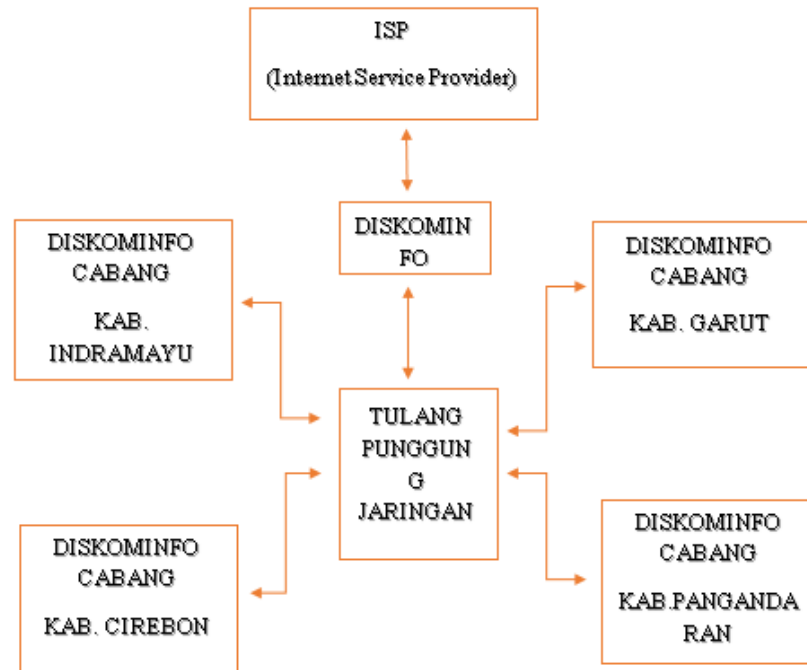 ISP
(Internet Service Provider)
DISKOMIN
FO
DISKOMINFO
CABANG
KAB.
INDRAMAYU
DISKOMINFO
CABANG
KAB. GARUT
TULANG
PUNGGUN
G
JARINGAN
DISKOMINFO
CABANG
KAB. CIREBON
DISKOMINFO
CABANG
KAB.PANGANDA
RAN